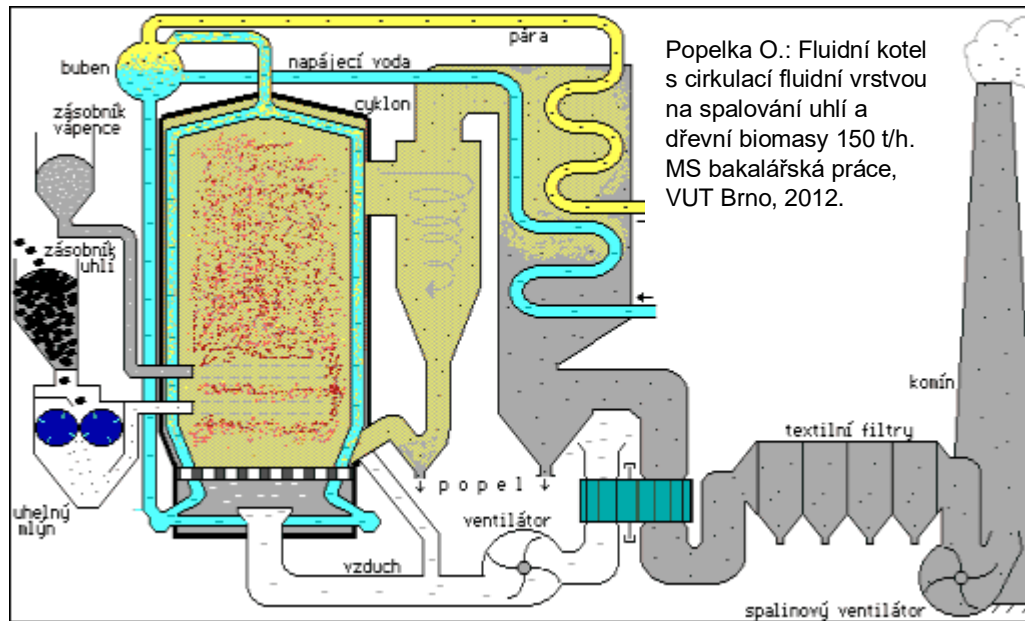 pára
buben
napájecí voda
cyklon
zásobník
vápence
zásobník
uhlí
uhelný
mlýn
popel
ventilátor
vzduch
textilní filtry
komín
spalinový ventilátor
Popelka O.: Fluidní kotel
s cirkulací fluidní vrstvou
na spalování uhlí a
dřevní biomasy 150 t/h.
MS bakalářská práce,
VUT Brno, 2012.